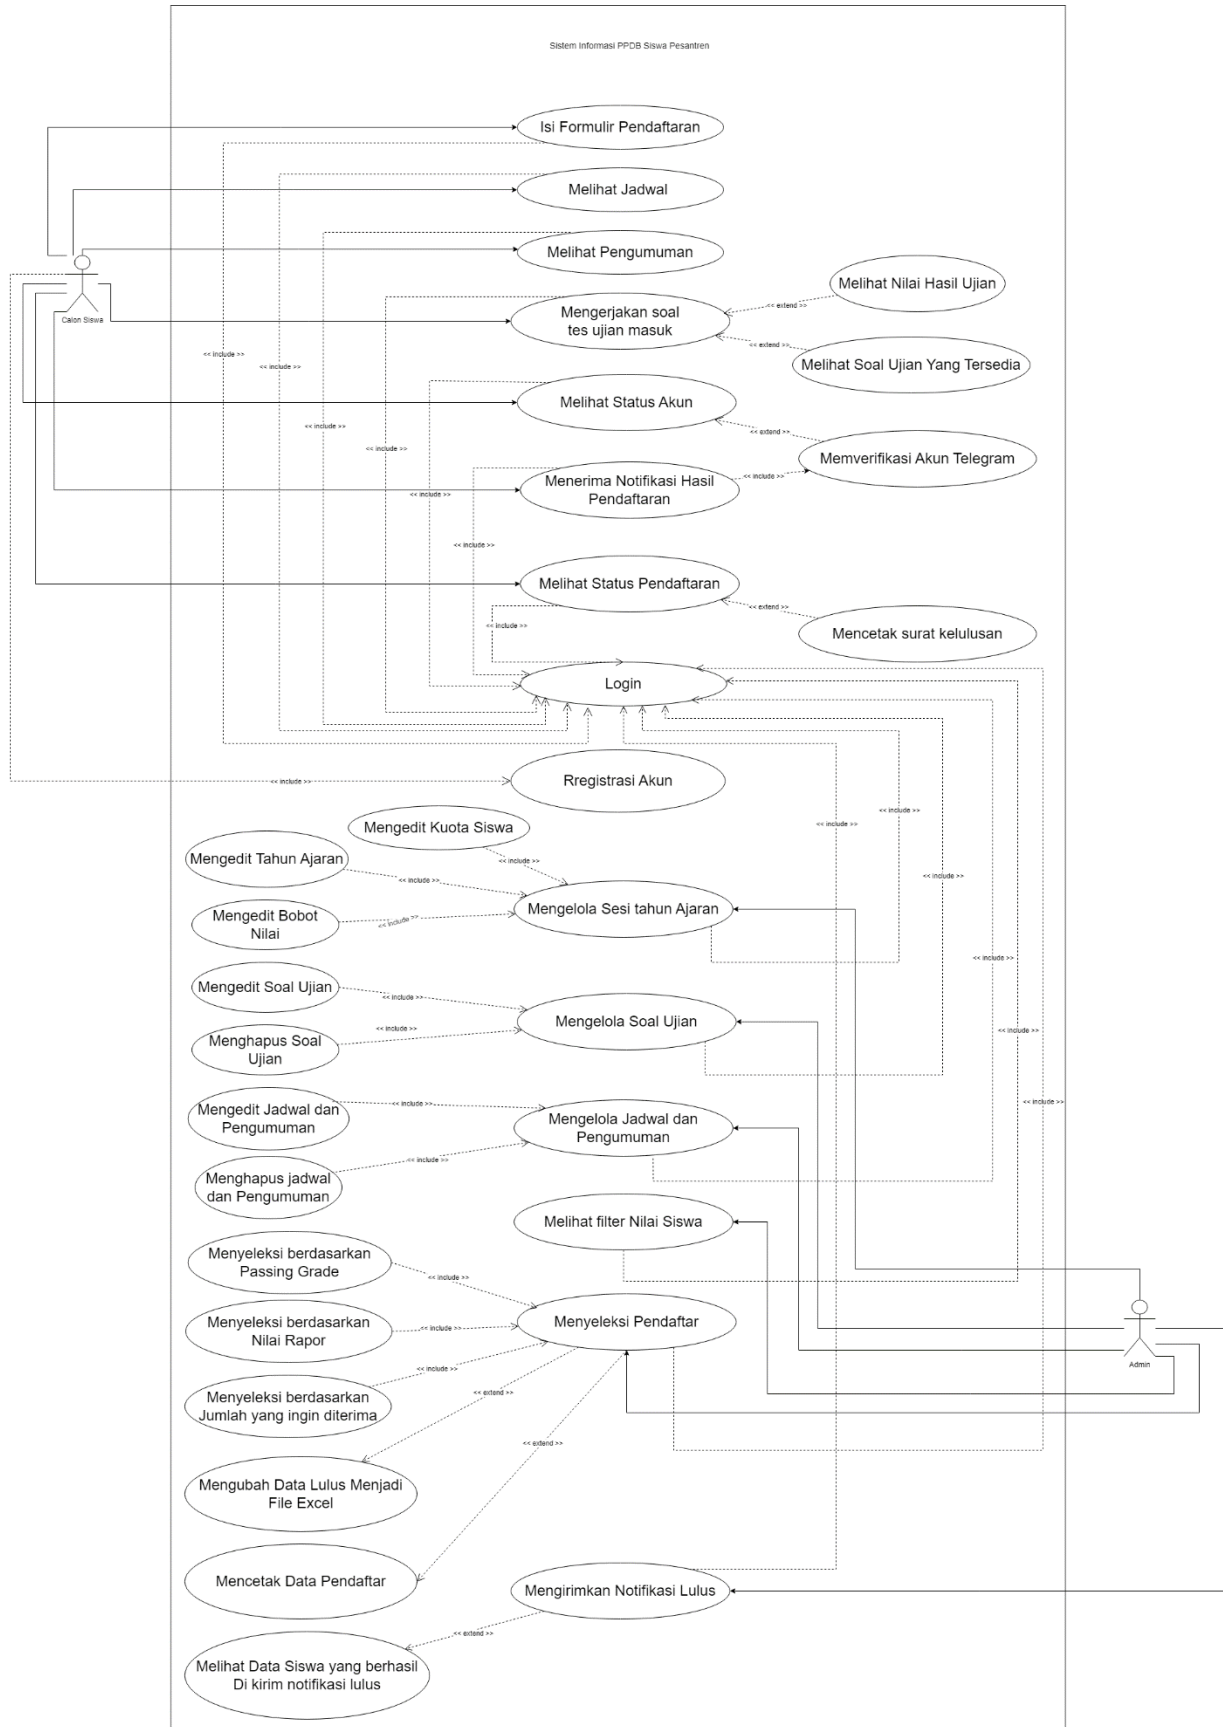 Sistem Informasi PPDB Siswa Pesantren
Isi Formulir Pendaftaran
Melihat Jadwal
Melihat Pengumuman
Calon Siswa
Mengerjakan soal
tes ujian masuk
<< extend >>
Melihat Nilai Hasil Ujian
<< extend >>
Melihat Soal Ujian Yang Tersedia
<< include >>
<< include >>
<< include >>
<< include >>
Melihat Status Akun
<< extend >>
Memverifikasi Akun Telegram
<< include >>
Menerima Notifikasi Hasil
Pendaftaran
<< include >>
<< include >>
Melihat Status Pendaftaran
<< extend >>
Mencetak surat kelulusan
<< include >>
Login
<< include >>
Rregistrasi Akun
<< include >>
<< include >>
<< include >>
<< include >>
<< include >>
<< include >>
Mengedit Kuota Siswa
<< include >>
Mengedit Tahun Ajaran
<< include >>
Mengelola Sesi tahun Ajaran
Mengedit Bobot
Nilai
<< include >>
Mengedit Soal Ujian
<< include >>
Mengelola Soal Ujian
Menghapus Soal
Ujian
<< include >>
Mengedit Jadwal dan
Pengumuman
<< include >>
Mengelola Jadwal dan
Pengumuman
Menghapus jadwal
dan Pengumuman
<< include >>
Melihat filter Nilai Siswa
Menyeleksi berdasarkan
Passing Grade
<< include >>
Menyeleksi Pendaftar
Menyeleksi berdasarkan
Nilai Rapor
<< include >>
Admin
Menyeleksi berdasarkan
Jumlah yang ingin diterima
<< include >>
<< extend >>
<< extend >>
Mengubah Data Lulus Menjadi
File Excel
Mencetak Data Pendaftar
Mengirimkan Notifikasi Lulus
<< extend >>
Melihat Data Siswa yang berhasil
Di kirim notifikasi lulus